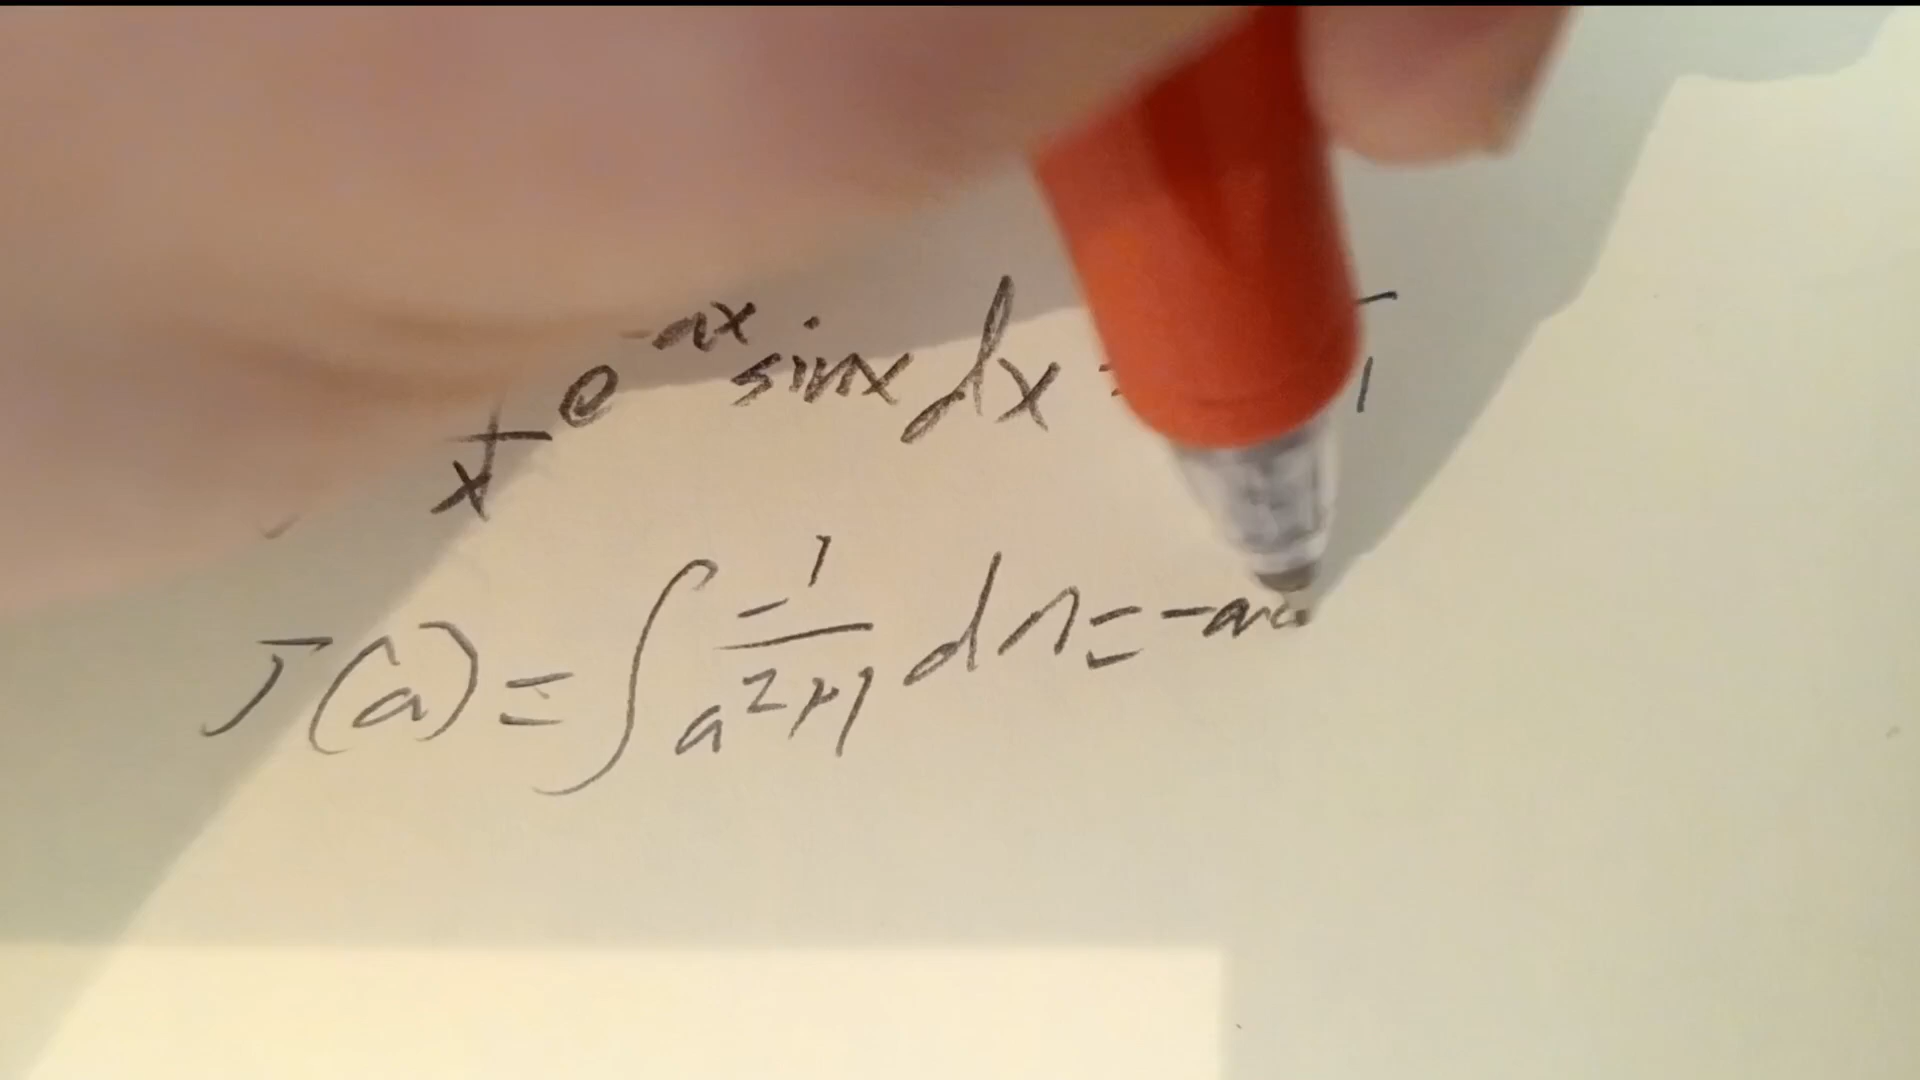 e^-ax sinx dx =
J(a) = ∫ -1/a²+1 da = -arc